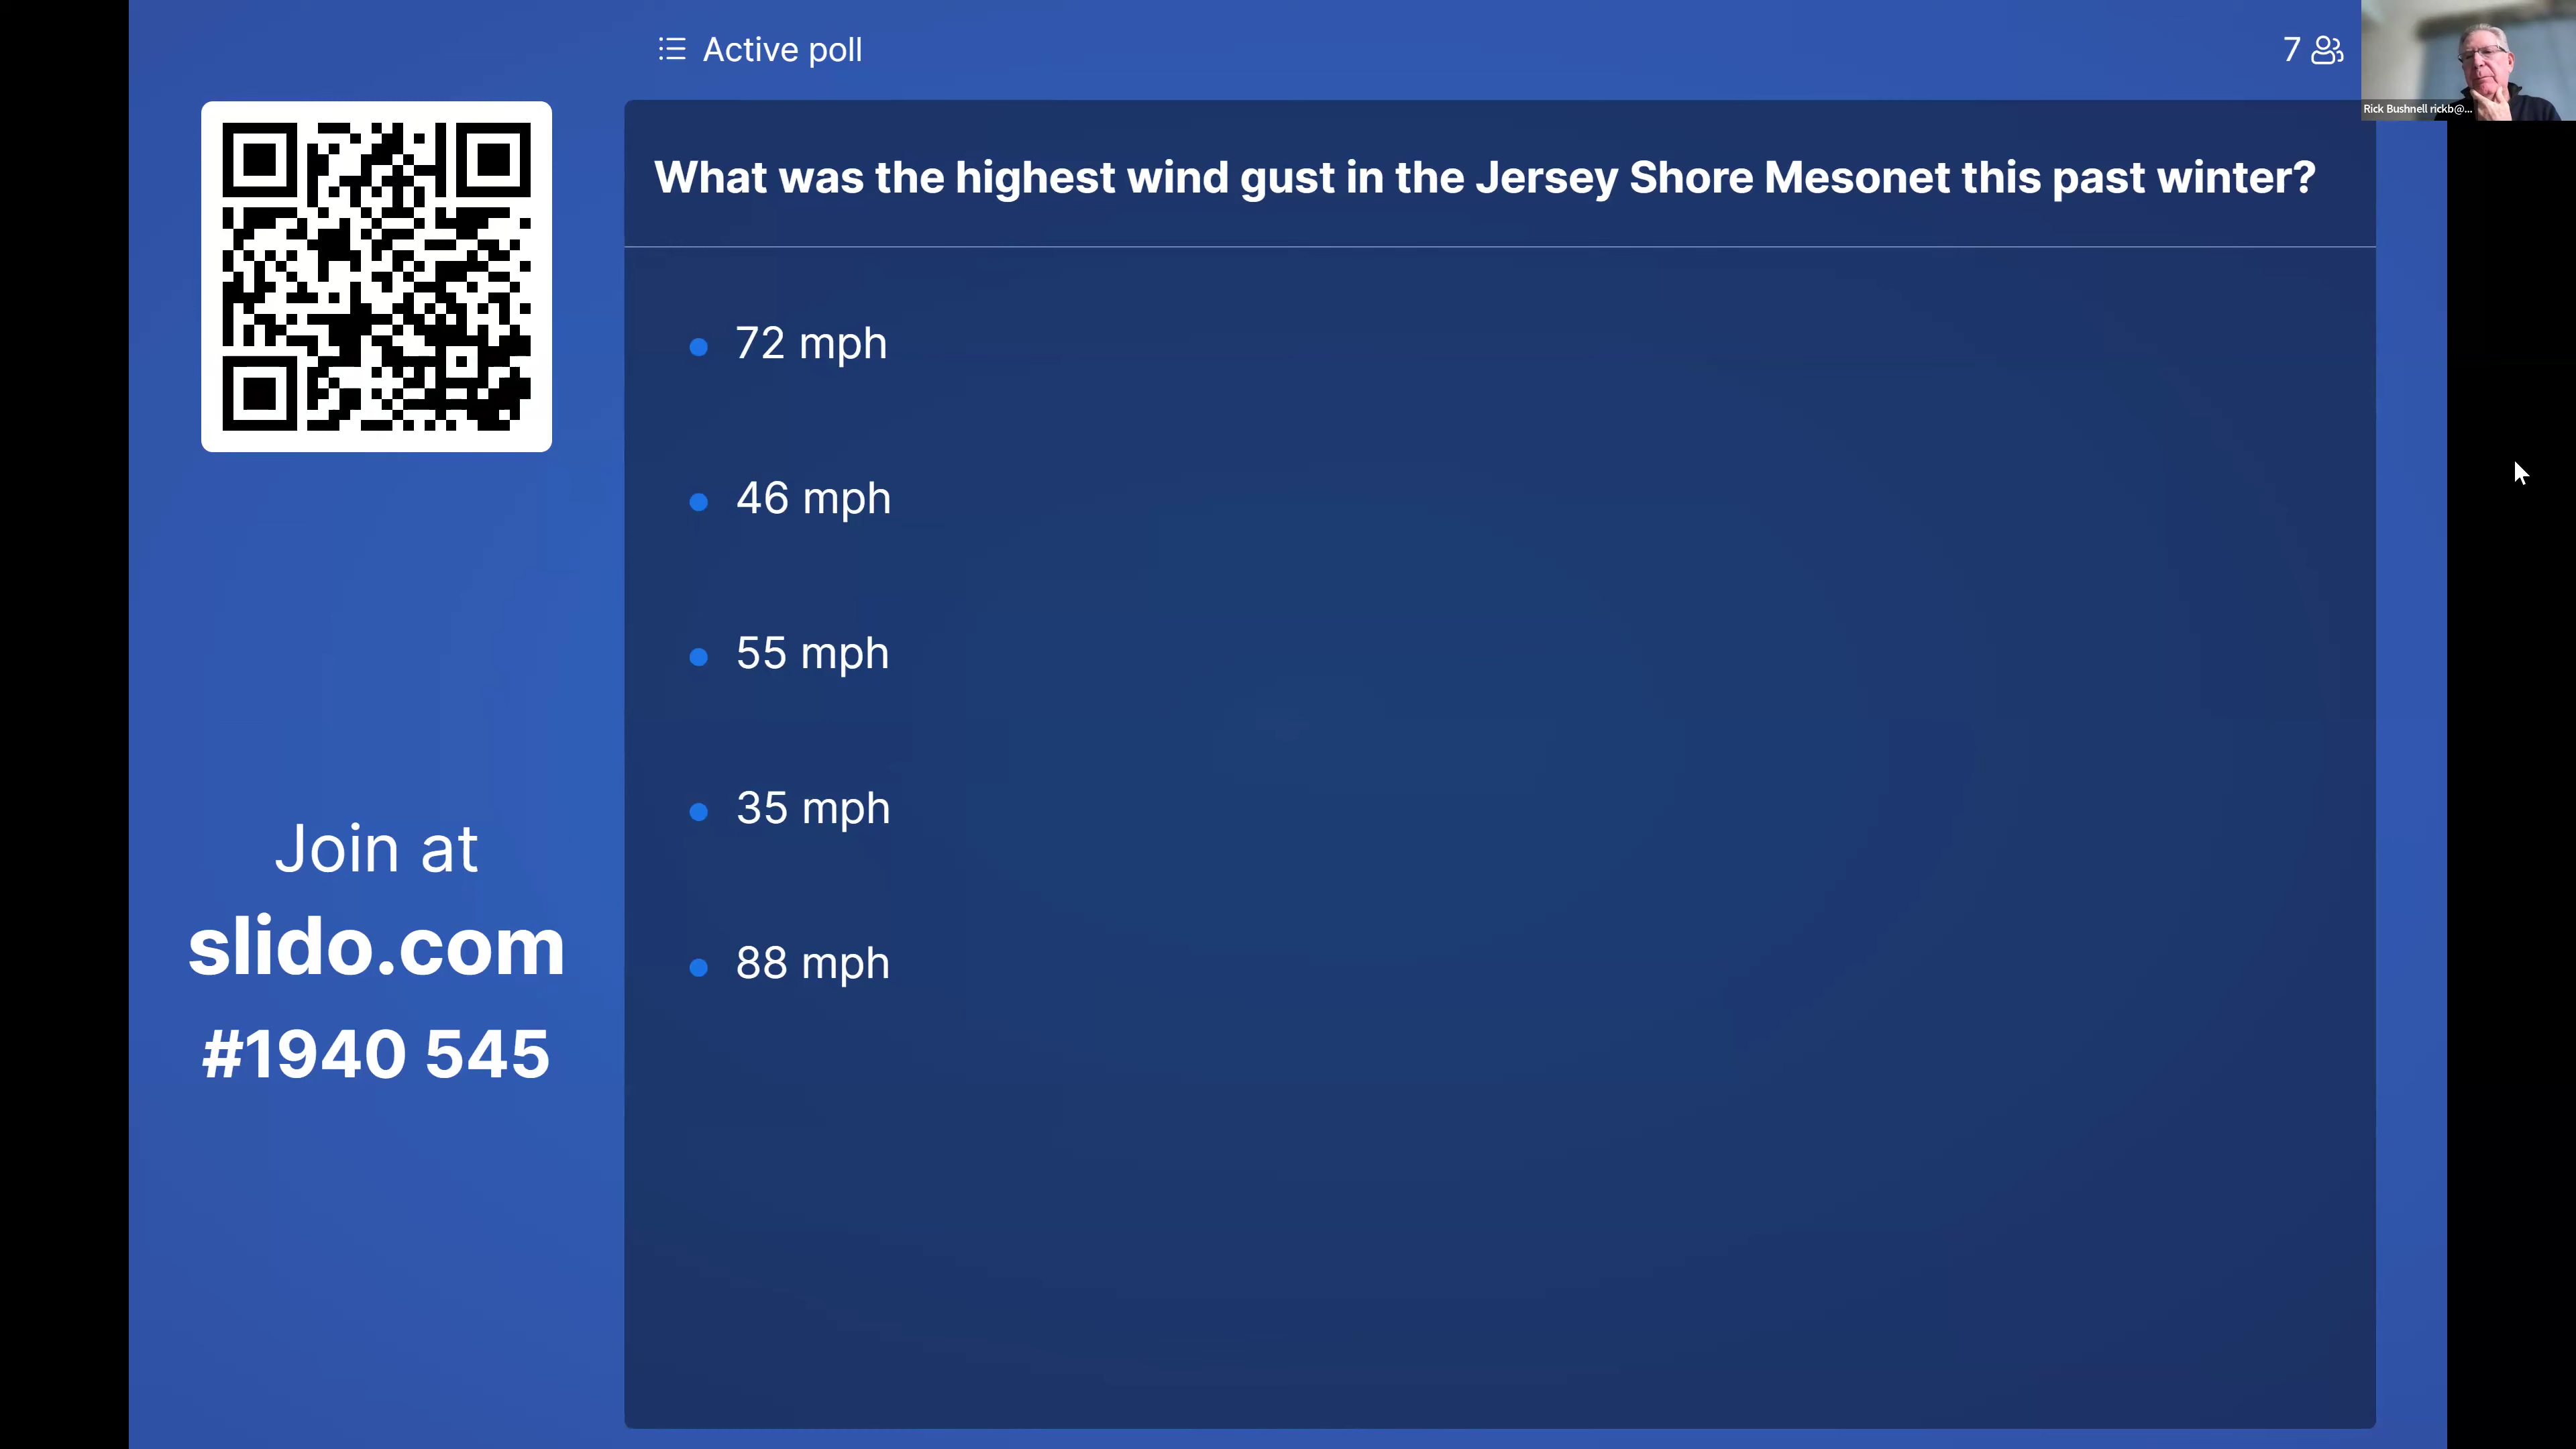 Active poll
7
Rick Bushnell rickb@...
What was the highest wind gust in the Jersey Shore Mesonet this past winter?
72 mph
46 mph
55 mph
35 mph
88 mph
Join at
slido.com
#1940 545